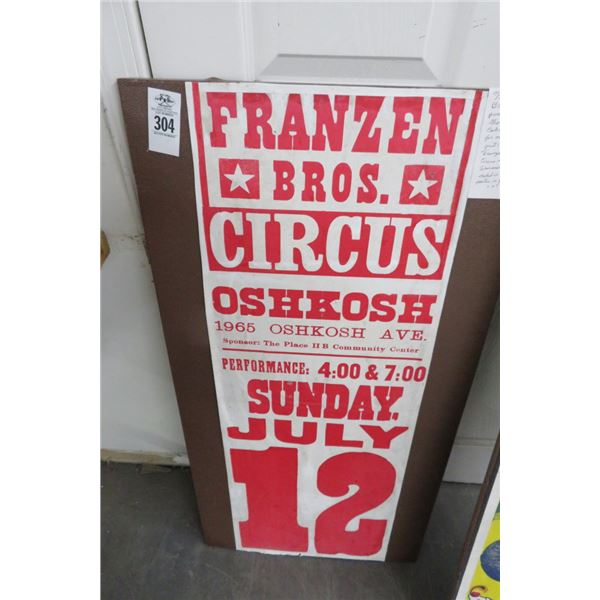 FRANZEN
BROS.
CIRCUS
OSHKOSH
1965 OSHKOSH AVE.
Sponsor: The Place II B Community Center
PERFORMANCE: 4:00 & 7:00
SUNDAY,
JULY
12
304